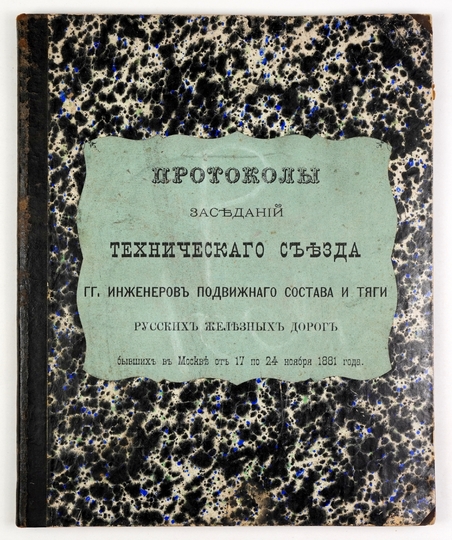 ПРОТОКОЛЫ
ЗАСѢДАНІЙ
ТЕХНИЧЕСКАГО СЪѢЗДА
ГГ. ИНЖЕНЕРОВЪ ПОДВИЖНАГО СОСТАВА И ТЯГИ
РУССКИХЪ ЖЕЛѢЗНЫХЪ ДОРОГЪ
бывшихъ въ Москвѣ отъ 17 по 24 ноября 1881 года.